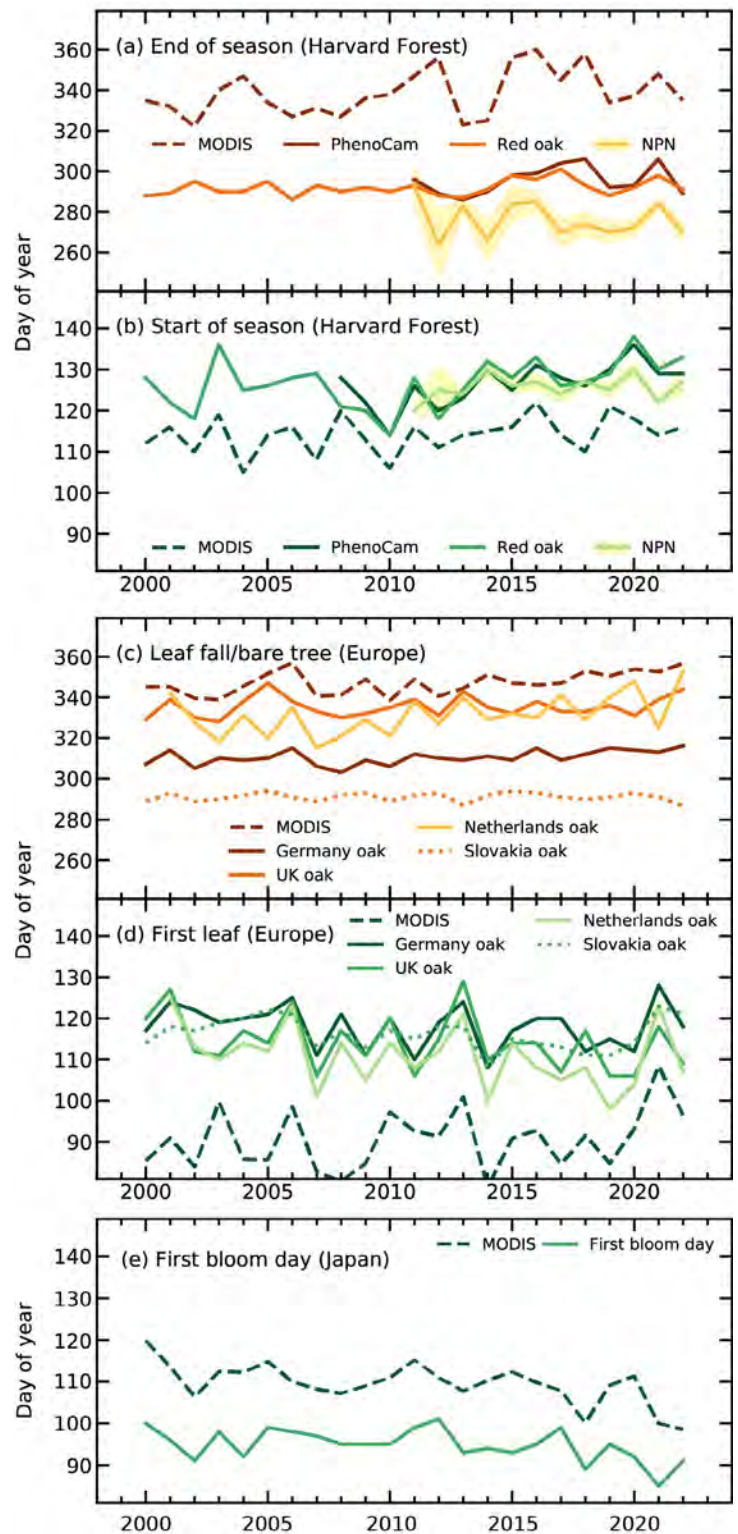 (a) End of season (Harvard Forest)
360
340
320
300
280
260
MODIS PhenoCam Red oak NPN
Day of year
(b) Start of season (Harvard Forest)
140
130
120
110
100
90
MODIS PhenoCam Red oak NPN
2000 2005 2010 2015 2020
(c) Leaf fall/bare tree (Europe)
360
340
320
300
280
260
MODIS Netherlands oak
Germany oak Slovakia oak
UK oak
Day of year
(d) First leaf (Europe)
MODIS Netherlands oak
Germany oak Slovakia oak
UK oak
140
130
120
110
100
90
2000 2005 2010 2015 2020
(e) First bloom day (Japan)
MODIS First bloom day
140
130
120
110
100
90
Day of year
2000 2005 2010 2015 2020